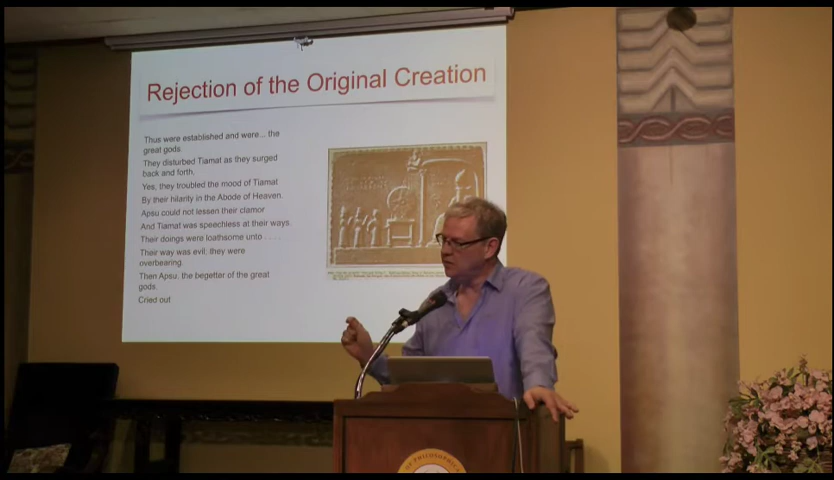 Rejection of the Original Creation
Thus were established and were... the
great gods.
They disturbed Tiamat as they surged
back and forth.
Yes, they troubled the mood of Tiamat
By their hilarity in the Abode of Heaven.
Apsu could not lessen their clamor
And Tiamat was speechless at their ways.
Their doings were loathsome unto . . . .
Their way was evil; they were
overbearing.
Then Apsu, the begetter of the great
gods.
Cried out
OF PHILOSOPHIC